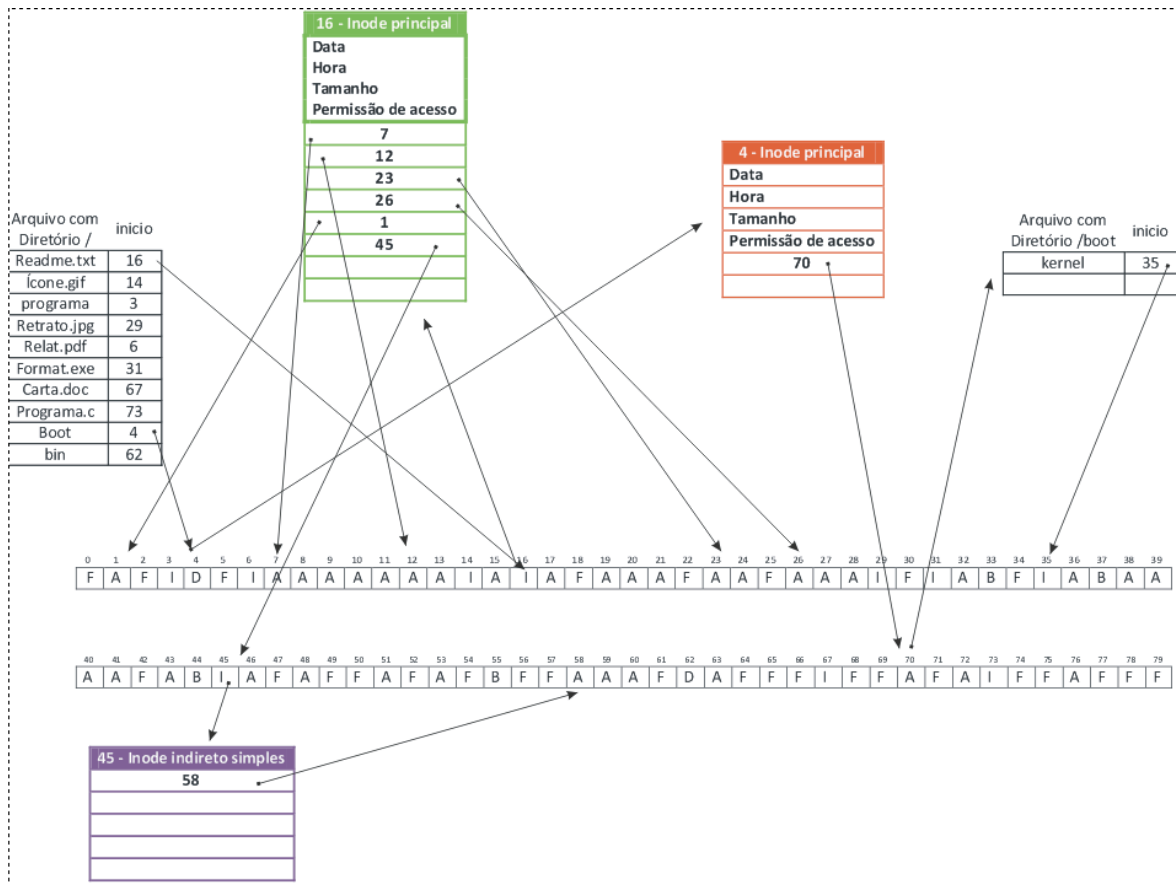 16 - Inode principal
Data
Hora
Tamanho
Permissão de acesso
7
12
23
26
1
45
4 - Inode principal
Data
Hora
Tamanho
Permissão de acesso
70
Arquivo com
Diretório / inicio
Readme.txt 16
Ícone.gif 14
programa 3
Retrato.jpg 29
Relat.pdf 6
Format.exe 31
Carta.doc 67
Programa.c 73
Boot 4
bin 62
Arquivo com
Diretório /boot inicio
kernel 35
0 1 2 3 4 5 6 7 8 9 10 11 12 13 14 15 16 17 18 19 20 21 22 23 24 25 26 27 28 29 30 31 32 33 34 35 36 37 38 39
F A F I D F I A A A A A A A I A I A F A A A F A A F A A A I F I A B F I A B A A
40 41 42 43 44 45 46 47 48 49 50 51 52 53 54 55 56 57 58 59 60 61 62 63 64 65 66 67 68 69 70 71 72 73 74 75 76 77 78 79
A A F A B I A F A F F A F A F B F F A A A F D A F F F I F F A F A I F F A F F F
45 - Inode indireto simples
58